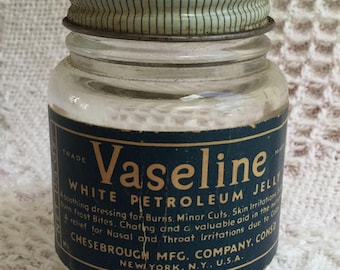 TRADE Vaseline
WHITE PETROLEUM JELLY
soothing dressing for Burns, Minor Cuts, Skin Irritations,
Frost Bites, Chafing and a valuable aid in the
relief for Nasal and Throat Irritations due to
CHESEBROUGH MFG. COMPANY, CONS'D
NEW YORK, N.Y., U.S.A.